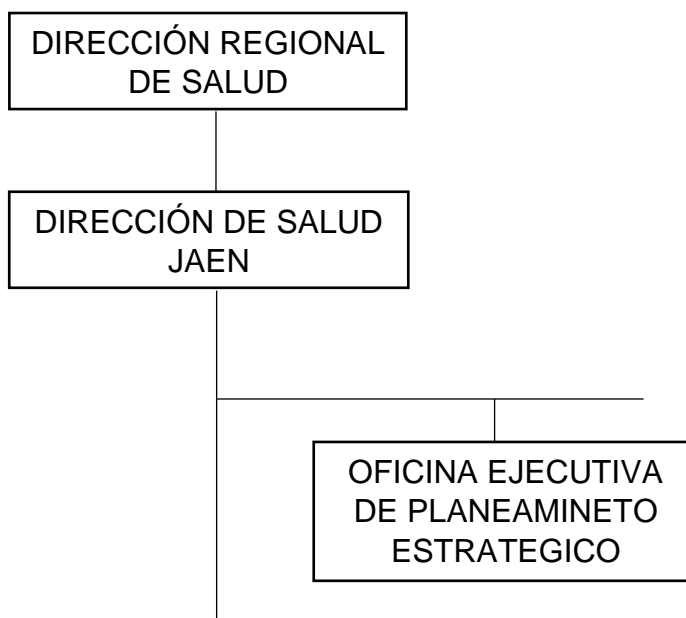 DIRECCIÓN REGIONAL
DE SALUD
DIRECCIÓN DE SALUD
JAEN
OFICINA EJECUTIVA
DE PLANEAMINETO
ESTRATEGICO